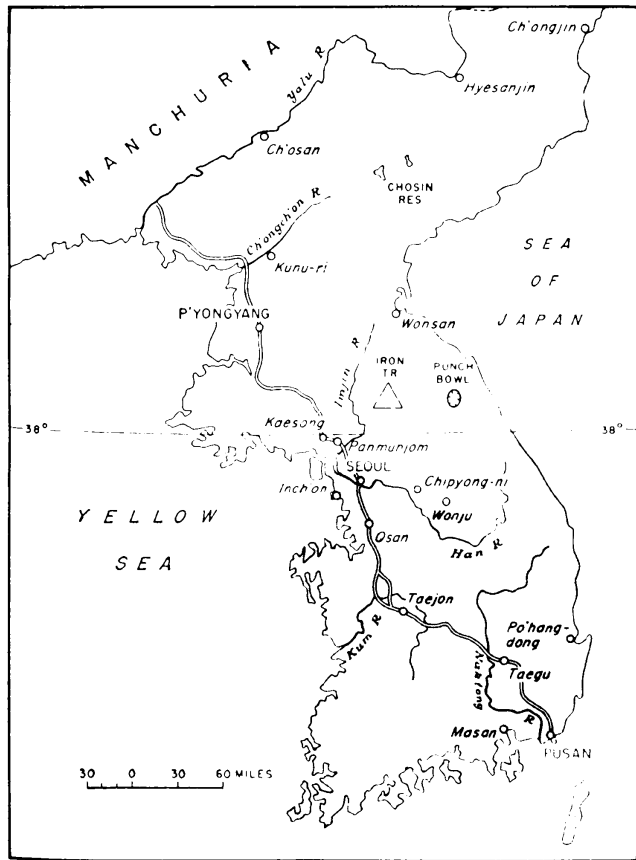 Ch'ongjin
Hyesanjin
MANCHURIA
Yalu R
Ch'osan
CHOSIN
RES
Ch'ongch'on R
Kunu-ri
SEA
OF
JAPAN
P'YONGYANG
Wonsan
Imjin R
IRON
TR
PUNCH
BOWL
38°
38°
Kaesong
Panmunjom
SEOUL
Inch'on
Chipyong-ni
Wonju
YELLOW
SEA
Osan
Han R
Taejon
Kum R
Po'hang-
dong
Taegu
Naktong R
Masan
PUSAN
30 0 30 60 MILES